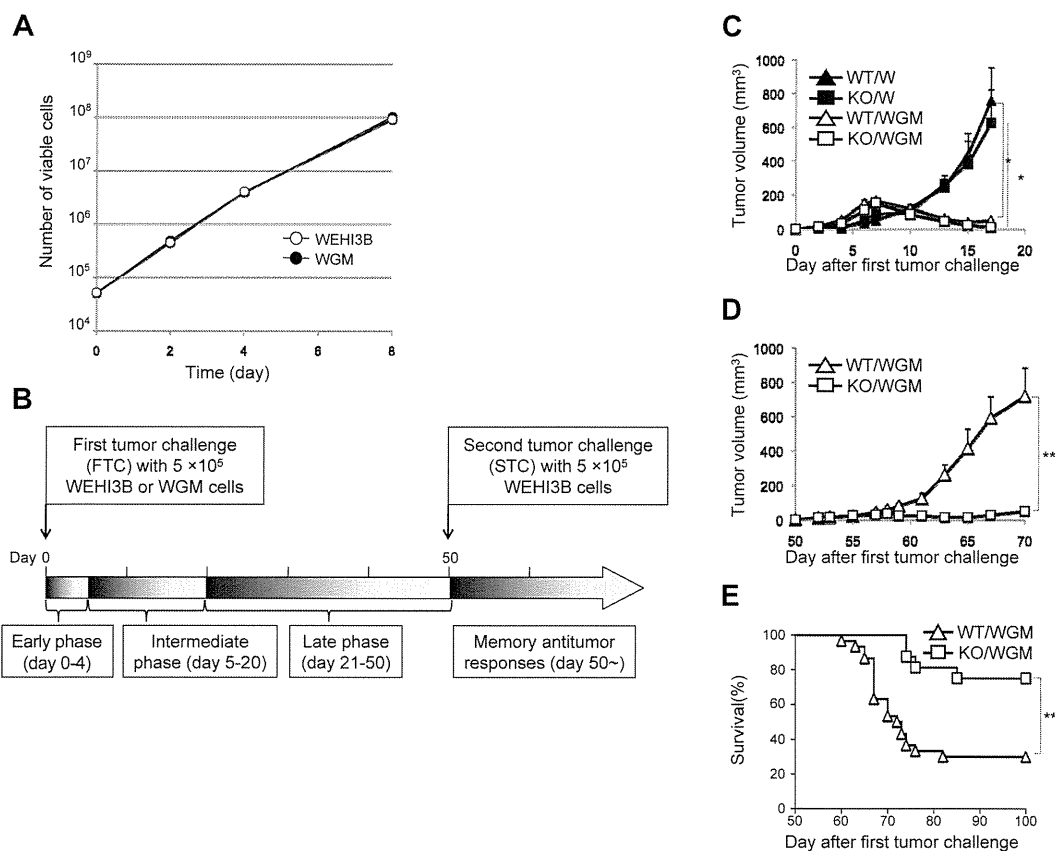 A
10⁹
10⁸
10⁷
10⁶
10⁵
10⁴
Number of viable cells
WEHI3B
WGM
0
2
4
6
8
Time (day)
B
First tumor challenge
(FTC) with 5 ×10⁵
WEHI3B or WGM cells
Second tumor challenge
(STC) with 5 ×10⁵
WEHI3B cells
Day 0
50
Early phase
(day 0-4)
Intermediate
phase (day 5-20)
Late phase
(day 21-50)
Memory antitumor
responses (day 50~)
C
1000
800
600
400
200
0
Tumor volume (mm³)
WT/W
KO/W
WT/WGM
KO/WGM
*
*
0
5
10
15
20
Day after first tumor challenge
D
1000
800
600
400
200
0
Tumor volume (mm³)
WT/WGM
KO/WGM
**
50
55
60
65
70
Day after first tumor challenge
E
100
80
60
40
20
0
Survival(%)
WT/WGM
KO/WGM
**
50
60
70
80
90
100
Day after first tumor challenge